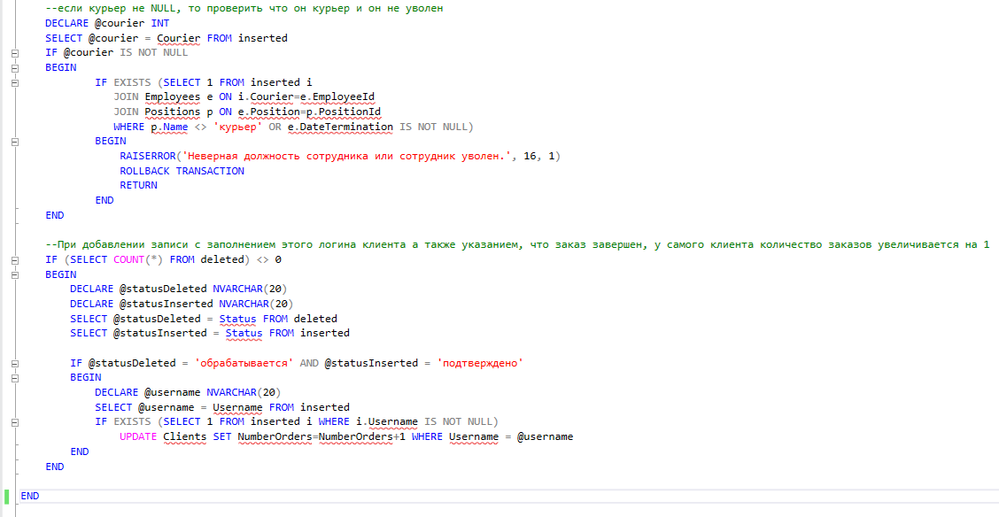 --если курьер не NULL, то проверить что он курьер и он не уволен
DECLARE @courier INT
SELECT @courier = Courier FROM inserted
IF @courier IS NOT NULL
BEGIN
IF EXISTS (SELECT 1 FROM inserted i
JOIN Employees e ON i.Courier=e.EmployeeId
JOIN Positions p ON e.Position=p.PositionId
WHERE p.Name <> 'курьер' OR e.DateTermination IS NOT NULL)
BEGIN
RAISERROR('Неверная должность сотрудника или сотрудник уволен.', 16, 1)
ROLLBACK TRANSACTION
RETURN
END
END
--При добавлении записи с заполнением этого логина клиента а также указанием, что заказ завершен, у самого клиента количество заказов увеличивается на 1
IF (SELECT COUNT(*) FROM deleted) <> 0
BEGIN
DECLARE @statusDeleted NVARCHAR(20)
DECLARE @statusInserted NVARCHAR(20)
SELECT @statusDeleted = Status FROM deleted
SELECT @statusInserted = Status FROM inserted
IF @statusDeleted = 'обрабатывается' AND @statusInserted = 'подтверждено'
BEGIN
DECLARE @username NVARCHAR(20)
SELECT @username = Username FROM inserted
IF EXISTS (SELECT 1 FROM inserted i WHERE i.Username IS NOT NULL)
UPDATE Clients SET NumberOrders=NumberOrders+1 WHERE Username = @username
END
END
END